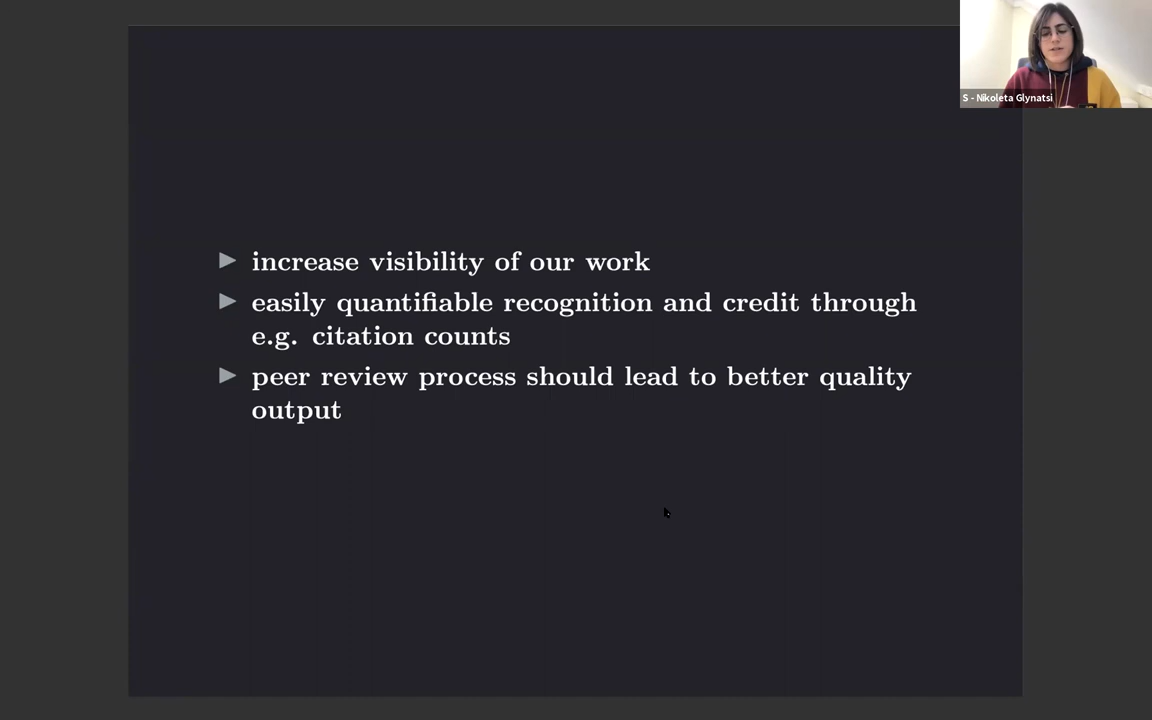 S - Nikoleta Glynatsi
▶ increase visibility of our work
▶ easily quantifiable recognition and credit through
e.g. citation counts
▶ peer review process should lead to better quality
output